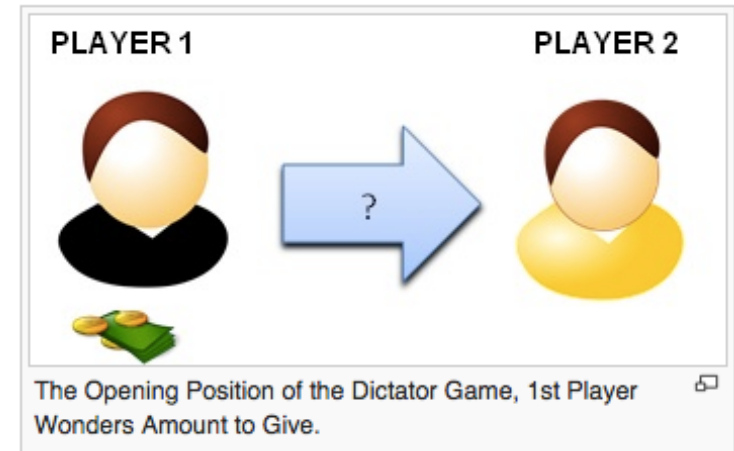 PLAYER 1
PLAYER 2
?
The Opening Position of the Dictator Game, 1st Player
Wonders Amount to Give.